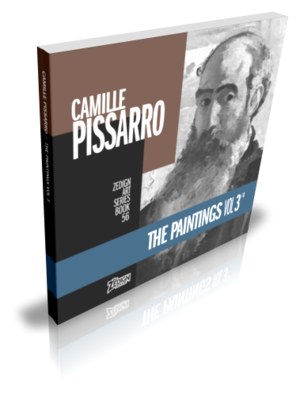 CAMILLE
PISSARRO
ZEDIGN
ART
SERIES
BOOK
56
THE PAINTINGS VOL 3
CAMILLE PISSARRO - THE PAINTINGS VOL 3
ZEDIGN